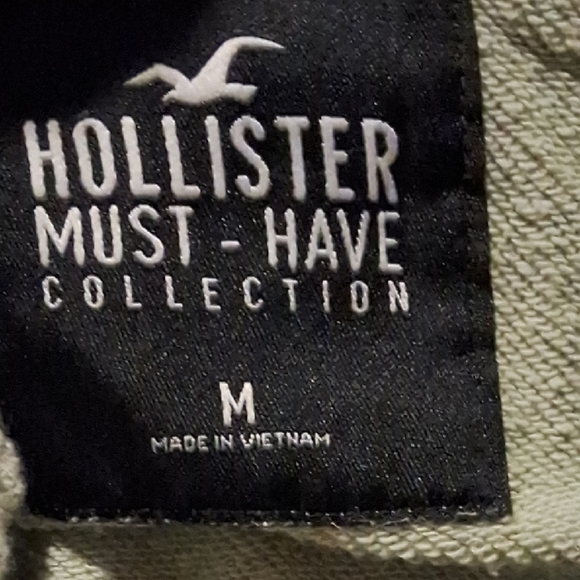 HOLLISTER
MUST - HAVE
COLLECTION
M
MADE IN VIETNAM